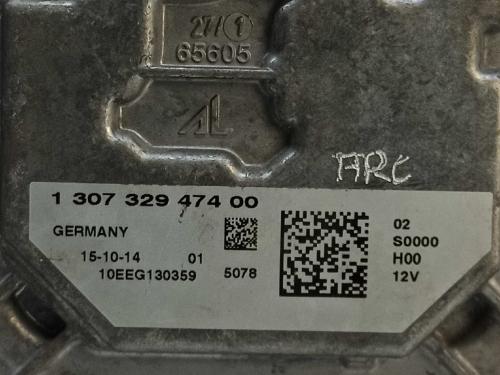 27/1
65605
AL
ARC
1 307 329 474 00
GERMANY
15-10-14 01
10EEG130359 5078
02
S0000
H00
12V